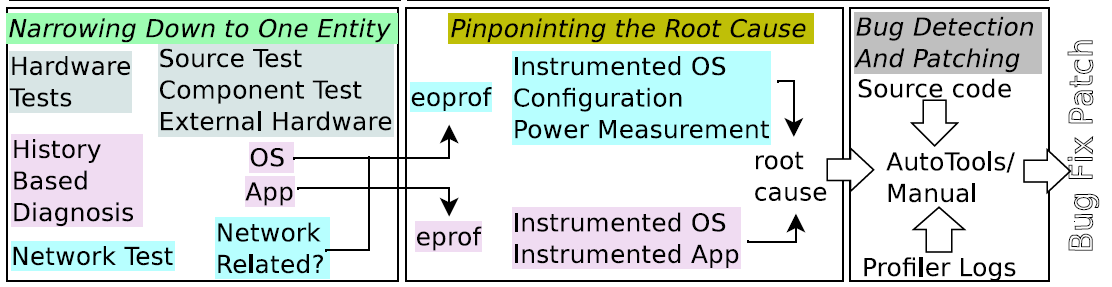 Narrowing Down to One Entity
Hardware
Tests
Source Test
Component Test
External Hardware
History
Based
Diagnosis
OS
App
Network Test
Network
Related?
Pinponinting the Root Cause
eoprof
Instrumented OS
Configuration
Power Measurement
root
cause
eprof
Instrumented OS
Instrumented App
Bug Detection
And Patching
Source code
AutoTools/
Manual
Profiler Logs
Bug Fix Patch